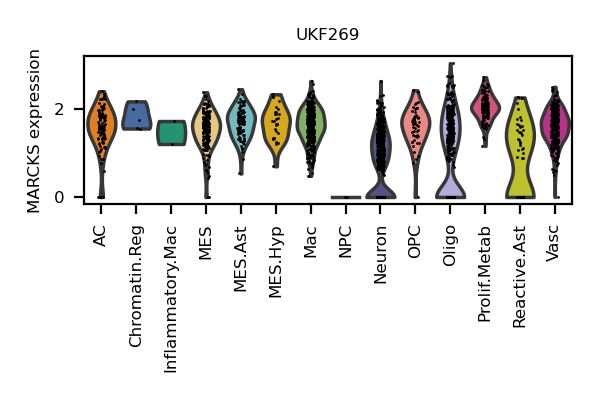 UKF269
MARCKS expression
2
0
AC
Chromatin.Reg
Inflammatory.Mac
MES
MES.Ast
MES.Hyp
Mac
NPC
Neuron
OPC
Oligo
Prolif.Metab
Reactive.Ast
Vasc